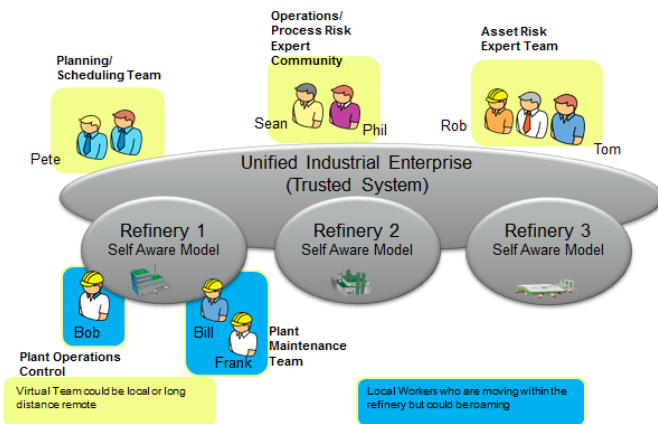 Planning/
Scheduling Team
Operations/
Process Risk
Expert
Community
Asset Risk
Expert Team
Pete
Sean
Phil
Rob
Tom
Unified Industrial Enterprise
(Trusted System)
Refinery 1
Self Aware Model
Refinery 2
Self Aware Model
Refinery 3
Self Aware Model
Bob
Bill
Frank
Plant
Maintenance
Team
Plant Operations
Control
Virtual Team could be local or long
distance remote
Local Workers who are moving within the
refinery but could be roaming